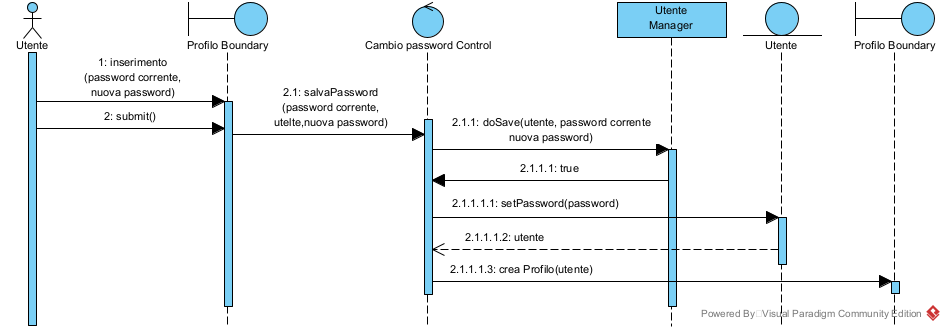 Utente
Profilo Boundary
Cambio password Control
Utente
Manager
Utente
Profilo Boundary
1: inserimento
(password corrente,
nuova password)
2: submit()
2.1: salvaPassword
(password corrente,
utelte,nuova password)
2.1.1: doSave(utente, password corrente
nuova password)
2.1.1.1: true
2.1.1.1.1: setPassword(password)
2.1.1.1.2: utente
2.1.1.1.3: crea Profilo(utente)
Powered By Visual Paradigm Community Edition